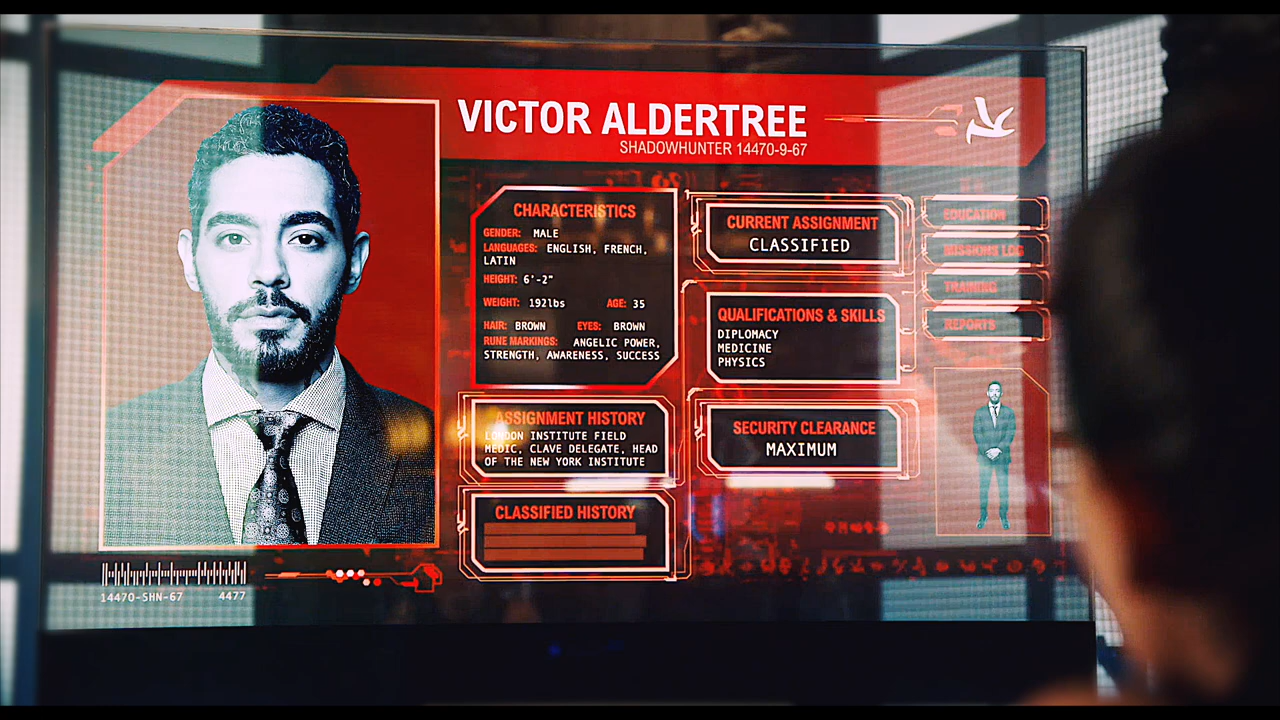 VICTOR ALDERTREE
SHADOWHUNTER 14470-9-67
CHARACTERISTICS
GENDER: MALE
LANGUAGES: ENGLISH, FRENCH,
LATIN
HEIGHT: 6'-2"
WEIGHT: 192lbs AGE: 35
HAIR: BROWN EYES: BROWN
RUNE MARKINGS: ANGELIC POWER,
STRENGTH, AWARENESS, SUCCESS
ASSIGNMENT HISTORY
LONDON INSTITUTE FIELD
MEDIC, CLAVE DELEGATE, HEAD
OF THE NEW YORK INSTITUTE
CLASSIFIED HISTORY
CURRENT ASSIGNMENT
CLASSIFIED
QUALIFICATIONS & SKILLS
DIPLOMACY
MEDICINE
PHYSICS
SECURITY CLEARANCE
MAXIMUM
EDUCATION
MISSIONS LOG
TRAINING
REPORTS
14470-SHN-67 4477